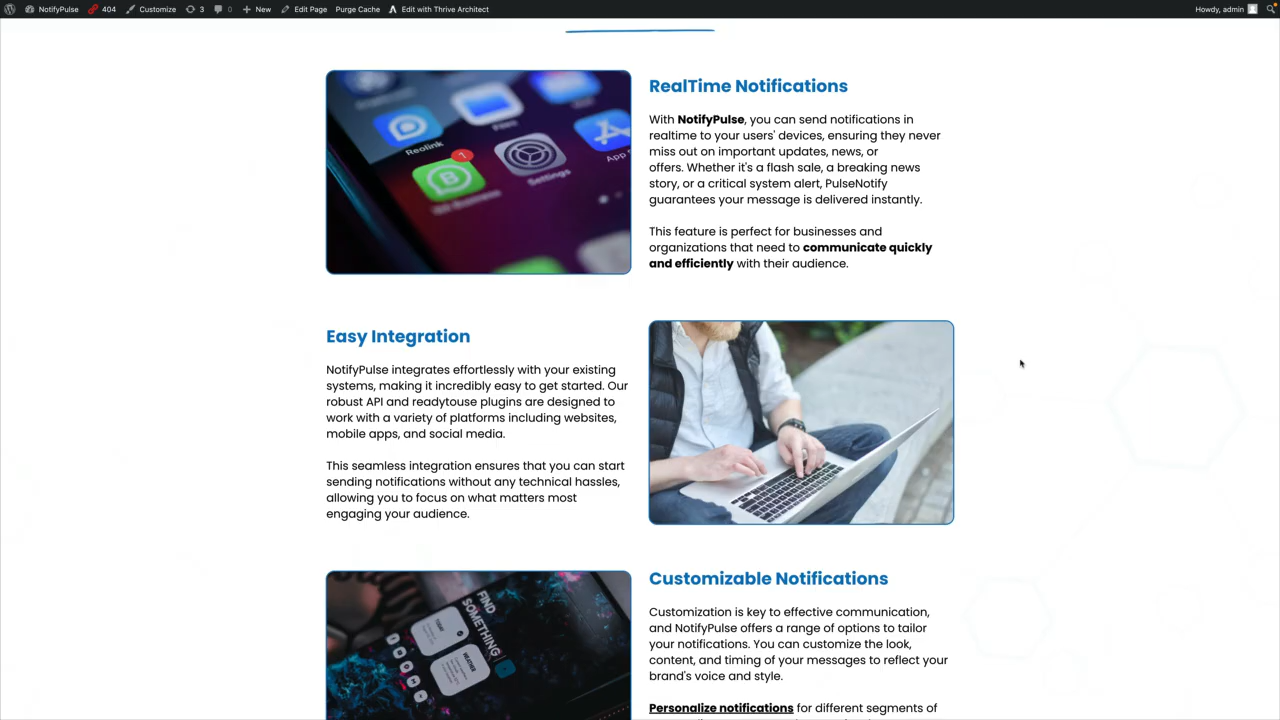 NotifyPulse 404 Customize 3 0 New Edit Page Purge Cache Edit with Thrive Architect Howdy, admin
Reolink
Settings
RealTime Notifications
With NotifyPulse, you can send notifications in
realtime to your users' devices, ensuring they never
miss out on important updates, news, or
offers. Whether it's a flash sale, a breaking news
story, or a critical system alert, PulseNotify
guarantees your message is delivered instantly.
This feature is perfect for businesses and
organizations that need to communicate quickly
and efficiently with their audience.
Easy Integration
NotifyPulse integrates effortlessly with your existing
systems, making it incredibly easy to get started. Our
robust API and readytouse plugins are designed to
work with a variety of platforms including websites,
mobile apps, and social media.
This seamless integration ensures that you can start
sending notifications without any technical hassles,
allowing you to focus on what matters most
engaging your audience.
FIND
SOMETHING
Customizable Notifications
Customization is key to effective communication,
and NotifyPulse offers a range of options to tailor
your notifications. You can customize the look,
content, and timing of your messages to reflect your
brand's voice and style.
Personalize notifications for different segments of